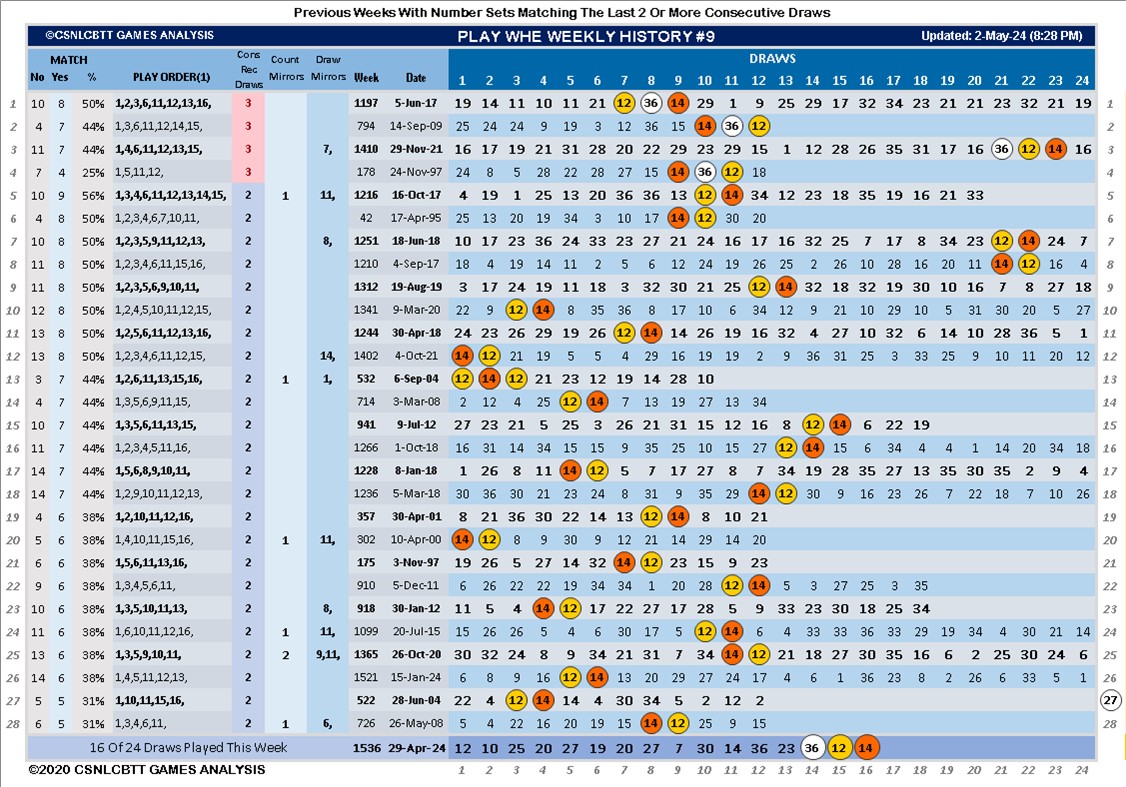 Previous Weeks With Number Sets Matching The Last 2 Or More Consecutive Draws
©CSNLCBTT GAMES ANALYSIS PLAY WHE WEEKLY HISTORY #9 Updated: 2-May-24 (8:28 PM)
MATCH Cons Rec Draws Count Mirrors Draw Mirrors DRAWS
No Yes % PLAY ORDER(1) Week Date 1 2 3 4 5 6 7 8 9 10 11 12 13 14 15 16 17 18 19 20 21 22 23 24
1 10 8 50% 1,2,3,6,11,12,13,16, 3 1197 5-Jun-17 19 14 11 10 11 21 12 36 14 29 1 9 25 29 17 32 34 23 21 21 23 32 21 19 1
2 4 7 44% 1,3,6,11,12,14,15, 3 794 14-Sep-09 25 24 24 9 19 3 12 36 15 14 36 12 2
3 11 7 44% 1,4,6,11,12,13,15, 3 7, 1410 29-Nov-21 16 17 19 21 31 28 20 22 29 23 29 15 1 12 28 35 20 31 17 16 36 12 14 16 3
4 7 4 25% 1,5,11,12, 3 178 24-Nov-97 24 8 5 28 22 28 27 15 14 36 12 18 4
5 10 9 56% 1,3,4,6,11,12,13,14,15, 2 1 11, 1216 16-Oct-17 4 19 1 25 13 20 36 36 13 12 14 34 12 23 18 35 19 16 21 33 5
6 4 8 50% 1,2,3,4,6,7,10,11, 2 42 17-Apr-95 25 13 20 19 34 3 10 17 14 12 30 20 6
7 10 8 50% 1,2,3,5,9,11,12,13, 2 8, 1251 18-Jun-18 10 17 23 36 24 33 23 27 21 24 16 17 16 32 25 7 17 8 34 23 12 14 24 7 7
8 11 8 50% 1,2,3,4,6,11,15,16, 2 1210 4-Sep-17 18 4 19 14 11 2 5 6 12 24 19 26 25 2 26 10 28 16 20 11 14 12 16 4 8
9 11 8 50% 1,2,3,5,6,9,10,11, 2 1312 19-Aug-19 3 17 24 19 11 18 3 32 30 21 25 12 14 18 32 19 30 10 16 7 8 27 18 9
10 12 8 50% 1,2,4,5,10,11,12,15, 2 1341 9-Mar-20 22 9 12 14 8 35 36 8 17 10 6 34 12 9 21 10 29 10 5 31 30 20 5 27 10
11 13 8 50% 1,2,5,6,11,12,13,16, 2 1244 30-Apr-18 24 23 26 29 19 26 12 14 14 26 19 16 32 4 27 10 32 6 14 10 28 36 5 1 11
12 13 8 50% 1,2,3,4,6,11,12,15, 2 14, 1402 4-Oct-21 14 12 21 19 5 5 4 29 16 19 19 2 9 36 31 25 3 33 25 9 10 11 20 12 12
13 3 7 44% 1,2,6,11,13,15,16, 2 1 1, 532 6-Sep-04 12 14 12 21 23 12 19 14 28 10 13
14 4 7 44% 1,3,5,6,9,11,15, 2 714 3-Mar-08 2 12 4 25 12 14 7 13 19 27 13 34 14
15 10 7 44% 1,3,5,6,11,13,15, 2 941 9-Jul-12 27 23 21 5 25 3 26 21 31 15 12 16 8 12 14 6 22 18 15
16 11 7 44% 1,2,3,4,5,11,16, 2 1266 1-Oct-18 16 31 14 34 15 15 9 35 25 10 15 27 12 14 15 16 34 4 4 1 14 20 34 18 16
17 14 7 44% 1,5,6,8,9,10,11, 2 1228 8-Jan-18 1 26 8 11 14 12 5 7 17 27 8 7 34 19 28 35 27 13 35 30 35 2 9 4 17
18 14 7 44% 1,2,9,10,11,12,13, 2 1236 5-Mar-18 30 36 30 21 23 24 8 31 9 35 29 14 12 30 9 16 23 26 7 22 18 7 10 26 18
19 4 6 38% 1,2,10,11,12,16, 2 357 30-Apr-01 8 21 36 30 22 14 13 12 14 8 10 21 19
20 5 6 38% 1,4,10,11,15,16, 2 1 11, 302 10-Apr-00 14 12 8 9 30 9 12 21 14 29 14 20 20
21 6 6 38% 1,5,6,11,13,16, 2 175 3-Nov-97 19 26 5 27 14 32 14 12 23 15 9 23 21
22 9 6 38% 1,3,4,5,6,11, 2 910 5-Dec-11 6 26 22 22 19 34 34 1 20 28 12 14 5 3 27 25 3 35 22
23 10 6 38% 1,3,5,10,11,13, 2 8, 918 30-Jan-12 11 5 4 14 12 17 22 27 17 28 5 9 33 23 30 18 25 34 23
24 11 6 38% 1,6,10,11,12,16, 2 1 11, 1099 20-Jul-15 15 26 26 5 4 6 30 17 5 12 14 6 4 33 33 36 33 29 19 34 4 30 21 14 24
25 13 6 38% 1,3,5,9,10,11, 2 2 9,11, 1365 26-Oct-20 30 32 24 8 9 34 21 31 7 34 14 12 21 18 27 30 35 16 6 2 25 30 24 6 25
26 14 6 38% 1,4,5,11,12,13, 2 1521 15-Jan-24 6 8 9 16 12 14 13 20 29 27 24 17 4 6 1 36 23 8 2 26 6 33 5 1 26
27 5 6 31% 1,10,11,15,16, 2 522 28-Jun-04 22 4 12 14 14 4 30 34 5 2 12 2 27
28 6 5 31% 1,3,4,6,11, 2 1 6, 726 26-May-08 5 4 22 16 20 19 15 14 12 25 9 15 28
16 Of 24 Draws Played This Week 1536 29-Apr-24 12 10 25 20 27 19 20 27 7 30 14 36 23 36 12 14
©2020 CSNLCBTT GAMES ANALYSIS 1 2 3 4 5 6 7 8 9 10 11 12 13 14 15 16 17 18 19 20 21 22 23 24